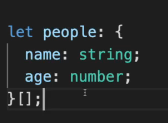 let people: {
  name: string;
  age: number;
}[];